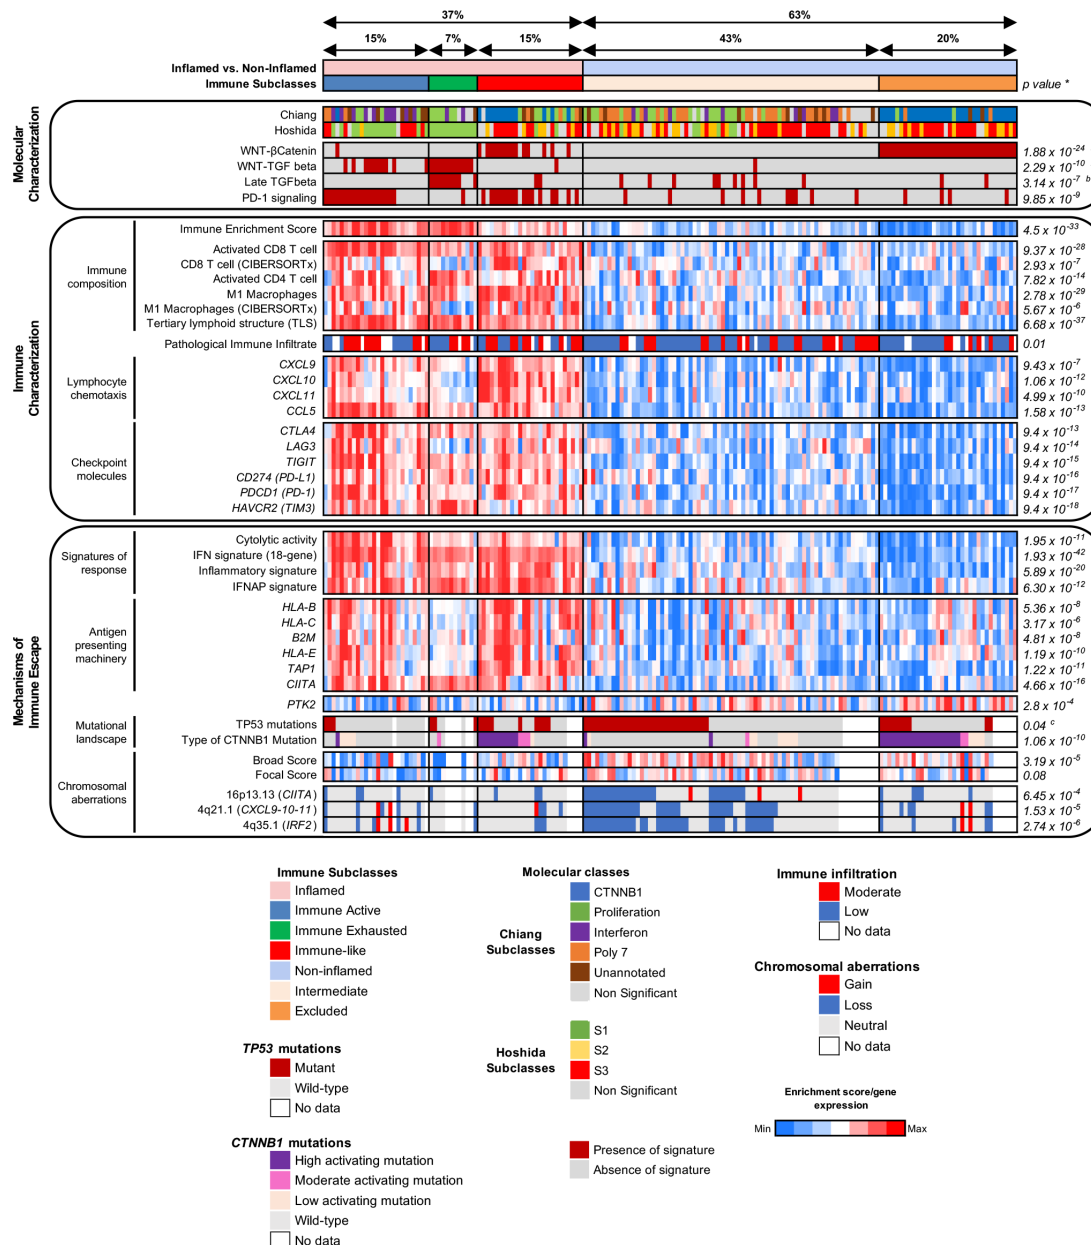 37%
63%
15%
7%
15%
43%
20%
Inflamed vs. Non-Inflamed
Immune Subclasses
p value *
Molecular
Characterization
Chiang
Hoshida
WNT-βCatenin
1.88 x 10-24
WNT-TGF beta
2.29 x 10-10
Late TGFbeta
3.14 x 10-7 b
PD-1 signaling
9.85 x 10-9
Immune
Characterization
Immune Enrichment Score
4.5 x 10-33
Immune
composition
Activated CD8 T cell
9.37 x 10-28
CD8 T cell (CIBERSORTx)
2.93 x 10-7
Activated CD4 T cell
7.82 x 10-14
M1 Macrophages
2.78 x 10-29
M1 Macrophages (CIBERSORTx)
5.67 x 10-6
Tertiary lymphoid structure (TLS)
6.68 x 10-37
Pathological Immune Infiltrate
0.01
Lymphocyte
chemotaxis
CXCL9
9.43 x 10-7
CXCL10
1.06 x 10-12
CXCL11
4.99 x 10-10
CCL5
1.58 x 10-13
Checkpoint
molecules
CTLA4
9.4 x 10-13
LAG3
9.4 x 10-14
TIGIT
9.4 x 10-15
CD274 (PD-L1)
9.4 x 10-16
PDCD1 (PD-1)
9.4 x 10-17
HAVCR2 (TIM3)
9.4 x 10-18
Mechanisms of
Immune Escape
Signatures of
response
Cytolytic activity
1.95 x 10-11
IFN signature (18-gene)
1.93 x 10-42
Inflammatory signature
5.89 x 10-20
IFNAP signature
6.30 x 10-12
Antigen
presenting
machinery
HLA-B
5.36 x 10-8
HLA-C
3.17 x 10-6
B2M
4.81 x 10-8
HLA-E
1.19 x 10-10
TAP1
1.22 x 10-11
CIITA
4.66 x 10-16
PTK2
2.8 x 10-4
Mutational
landscape
TP53 mutations
0.04 c
Type of CTNNB1 Mutation
1.06 x 10-10
Chromosomal
aberrations
Broad Score
3.19 x 10-5
Focal Score
0.08
16p13.13 (CIITA)
6.45 x 10-4
4q21.1 (CXCL9-10-11)
1.53 x 10-5
4q35.1 (IRF2)
2.74 x 10-6
Immune Subclasses
Inflamed
Immune Active
Immune Exhausted
Immune-like
Non-inflamed
Intermediate
Excluded
TP53 mutations
Mutant
Wild-type
No data
CTNNB1 mutations
High activating mutation
Moderate activating mutation
Low activating mutation
Wild-type
No data
Molecular classes
Chiang
Subclasses
CTNNB1
Proliferation
Interferon
Poly 7
Unannotated
Non Significant
Hoshida
Subclasses
S1
S2
S3
Non Significant
Presence of signature
Absence of signature
Immune infiltration
Moderate
Low
No data
Chromosomal aberrations
Gain
Loss
Neutral
No data
Enrichment score/gene
expression
Min
Max